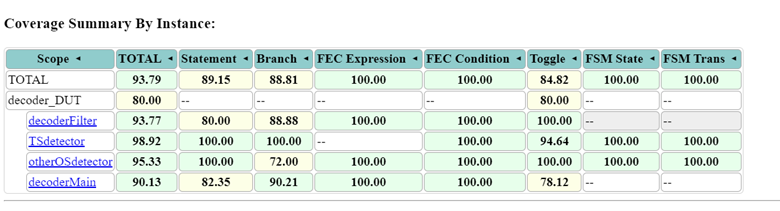 Coverage Summary By Instance:
Scope ◄ TOTAL ◄ Statement ◄ Branch ◄ FEC Expression ◄ FEC Condition ◄ Toggle ◄ FSM State ◄ FSM Trans ◄
TOTAL 93.79 89.15 88.81 100.00 100.00 84.82 100.00 100.00
decoder_DUT 80.00 -- -- -- -- 80.00 -- --
decoderFilter 93.77 80.00 88.88 100.00 100.00 100.00 -- --
TSdetector 98.92 100.00 100.00 -- 100.00 94.64 100.00 100.00
otherOSdetector 95.33 100.00 72.00 100.00 100.00 100.00 100.00 100.00
decoderMain 90.13 82.35 90.21 100.00 100.00 78.12 -- --